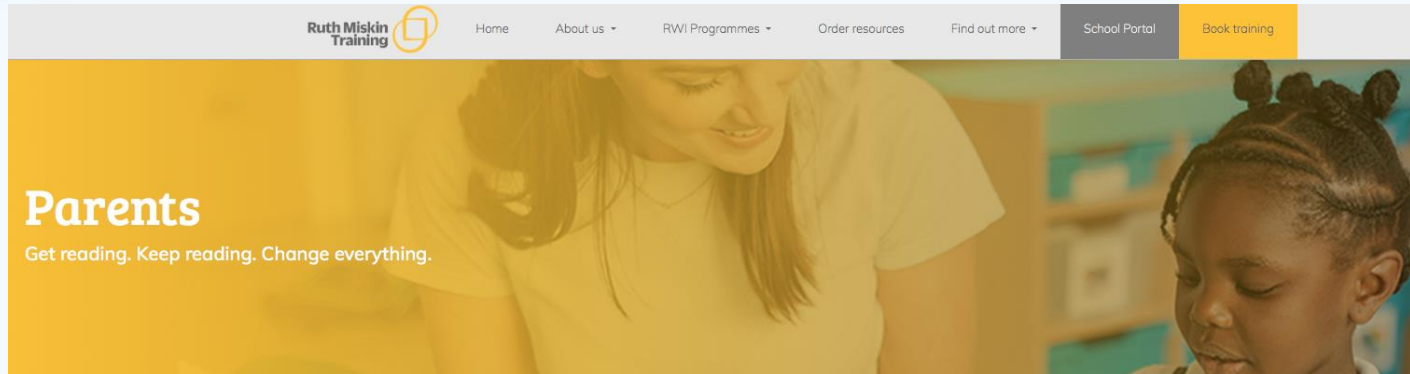 Ruth Miskin
Training
Home
About us
RWI Programmes
Order resources
Find out more
School Portal
Book training
Parents
Get reading. Keep reading. Change everything.